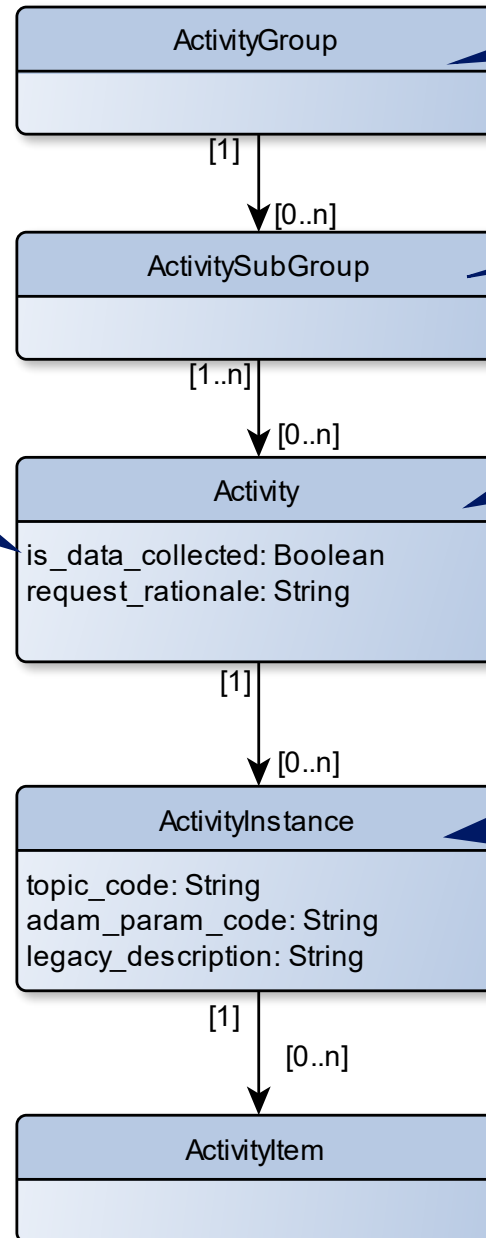 ActivityGroup
[1]
[0..n]
ActivitySubGroup
[1..n]
[0..n]
Activity
is_data_collected: Boolean
request_rationale: String
[1]
[0..n]
ActivityInstance
topic_code: String
adam_param_code: String
legacy_description: String
[1]
[0..n]
ActivityItem